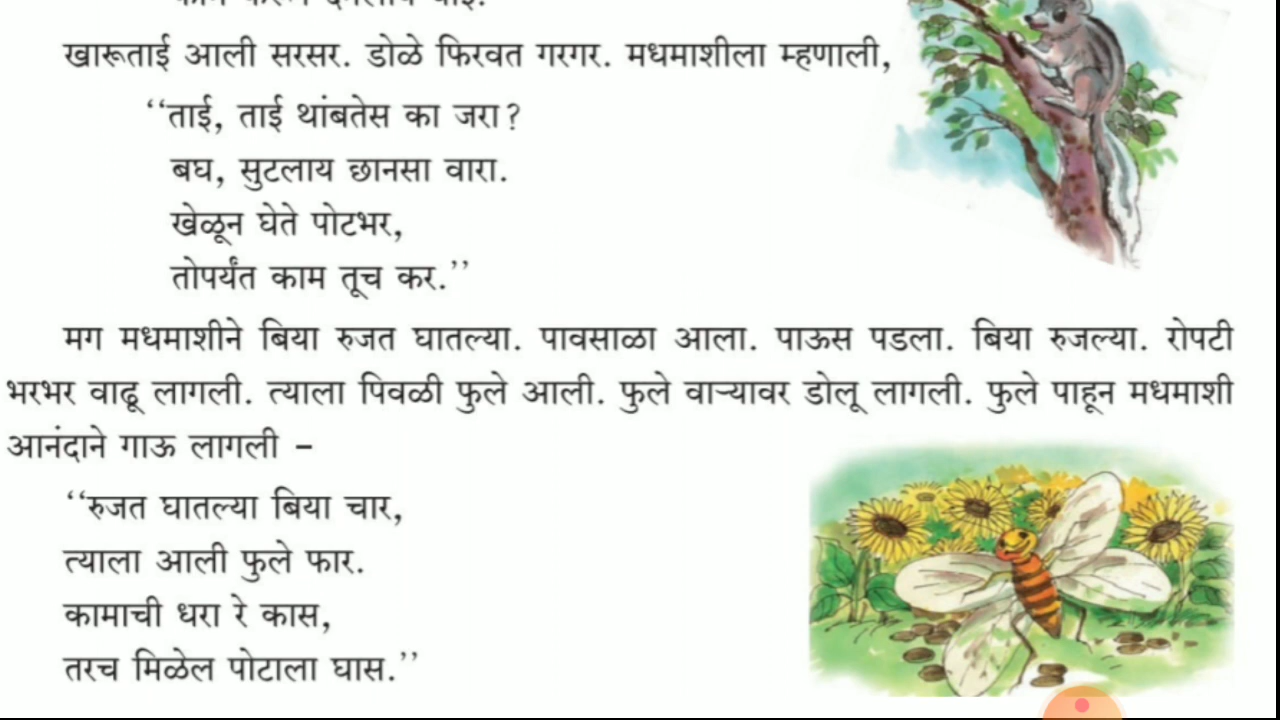 खारूताई आली सरसर. डोळे फिरवत गरगर. मधमाशीला म्हणाली,
‘‘ताई, ताई थांबतेस का जरा?
बघ, सुटलाय छानसा वारा.
खेळून घेते पोटभर,
तोपर्यंत काम तूच कर.’’
मग मधमाशीने बिया रुजत घातल्या. पावसाळा आला. पाऊस पडला. बिया रुजल्या. रोपटी
भरभर वाढू लागली. त्याला पिवळी फुले आली. फुले वाऱ्यावर डोलू लागली. फुले पाहून मधमाशी
आनंदाने गाऊ लागली –
‘‘रुजत घातल्या बिया चार,
त्याला आली फुले फार.
कामाची धरा रे कास,
तरच मिळेल पोटाला घास.’’